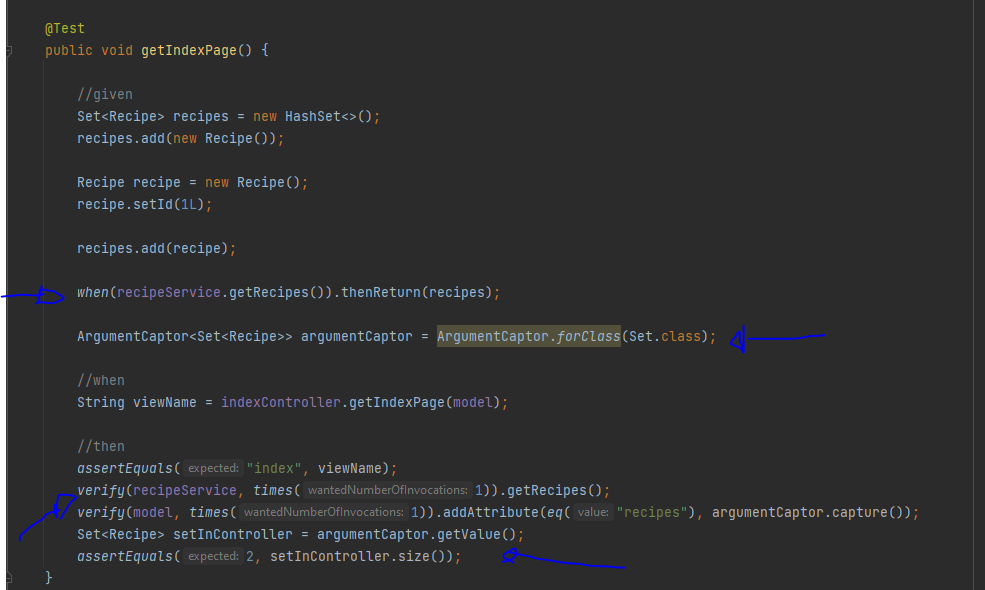 @Test
public void getIndexPage() {
//given
Set<Recipe> recipes = new HashSet<>();
recipes.add(new Recipe());
Recipe recipe = new Recipe();
recipe.setId(1L);
recipes.add(recipe);
when(recipeService.getRecipes()).thenReturn(recipes);
ArgumentCaptor<Set<Recipe>> argumentCaptor = ArgumentCaptor.forClass(Set.class);
//when
String viewName = indexController.getIndexPage(model);
//then
assertEquals( expected: "index", viewName);
verify(recipeService, times( wantedNumberOfInvocations: 1)).getRecipes();
verify(model, times( wantedNumberOfInvocations: 1)).addAttribute(eq( value: "recipes"), argumentCaptor.capture());
Set<Recipe> setInController = argumentCaptor.getValue();
assertEquals( expected: 2, setInController.size());
}